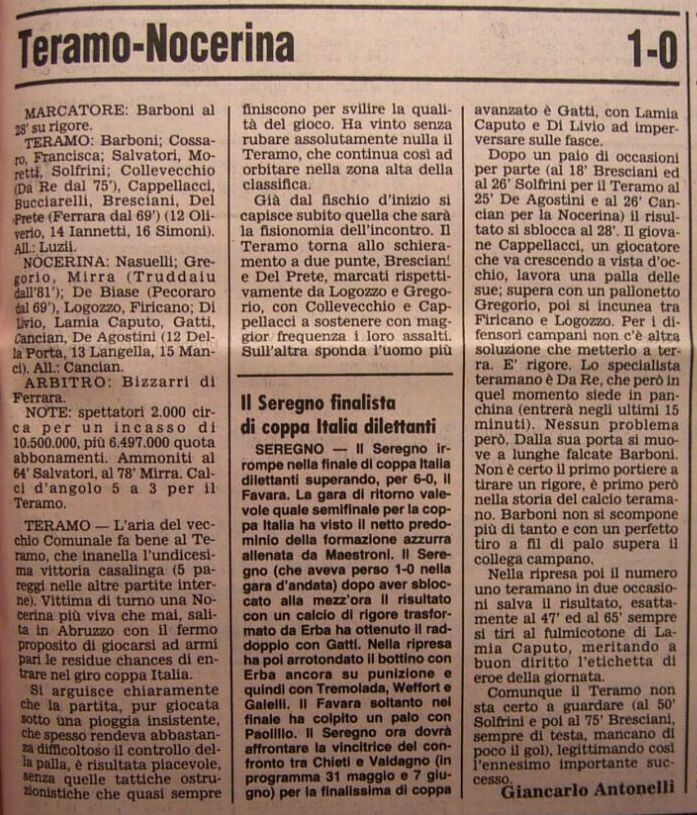 Teramo-Nocerina 1-0
MARCATORE: Barboni al
28' su rigore.
TERAMO: Barboni; Cossa-
ro, Francisca; Salvatori, Mo-
retti, Solfrini; Collevecchio
(Da Re dal 75'), Cappellacci,
Bucciarelli, Bresciani, Del
Prete (Ferrara dal 69') (12 Oli-
verio, 14 Iannetti, 16 Simoni).
All.: Luzii.
NOCERINA: Nasuelli; Gre-
gorio, Mirra (Truddaiu
dall'81'); De Biase (Pecoraro
dal 69'), Logozzo, Firicano; Di
Livio, Lamia Caputo, Gatti,
Cancian, De Agostini (12 Del-
la Porta, 13 Langella, 15 Man-
ci). All.: Cancian.
ARBITRO: Bizzarri di
Ferrara.
NOTE: spettatori 2.000 cir-
ca per un incasso di
10.500.000, più 6.497.000 quota
abbonamenti. Ammoniti al
64' Salvatori, al 78' Mirra. Cal-
ci d'angolo 5 a 3 per il
Teramo.
TERAMO — L'aria del vec-
chio Comunale fa bene al Te-
ramo, che inanella l'undicesi-
ma vittoria casalinga (5 pa-
reggi nelle altre partite inter-
ne). Vittima di turno una No-
cerina più viva che mai, sali-
ta in Abruzzo con il fermo
proposito di giocarsi ad armi
pari le residue chances di en-
trare nel giro coppa Italia.
Si arguisce chiaramente
che la partita, pur giocata
sotto una pioggia insistente,
che spesso rendeva abbastan-
za difficoltoso il controllo del-
la palla, è risultata piacevole,
senza quelle tattiche ostru-
zionistiche che quasi sempre
finiscono per svilire la quali-
tà del gioco. Ha vinto senza
rubare assolutamente nulla il
Teramo, che continua così ad
orbitare nella zona alta della
classifica.
Già dal fischio d'inizio si
capisce subito quella che sarà
la fisionomia dell'incontro. Il
Teramo torna allo schiera-
mento a due punte, Bresciani
e Del Prete, marcati rispetti-
vamente da Logozzo e Grego-
rio, con Collevecchio e Cap-
pellacci a sostenere con mag-
gior frequenza i loro assalti.
Sull'altra sponda l'uomo più
Il Seregno finalista
di coppa Italia dilettanti
SEREGNO — Il Seregno ir-
rompe nella finale di coppa Italia
dilettanti superando, per 6-0, il
Favara. La gara di ritorno vale-
vole quale semifinale per la cop-
pa Italia ha visto il netto predo-
minio della formazione azzurra
allenata da Maestroni. Il Sere-
gno (che aveva perso 1-0 nella
gara d'andata) dopo aver sbloc-
cato alla mezz'ora il risultato
con un calcio di rigore trasfor-
mato da Erba ha ottenuto il rad-
doppio con Gatti. Nella ripresa
ha poi arrotondato il bottino con
Erba ancora su punizione e
quindi con Tremolada, Weffort e
Galelli. Il Favara soltanto nel
finale ha colpito un palo con
Paolillo. Il Seregno ora dovrà
affrontare la vincitrice del con-
fronto tra Chieti e Valdagno (in
programma 31 maggio e 7 giu-
gno) per la finalissima di coppa
avanzato è Gatti, con Lamia
Caputo e Di Livio ad imper-
versare sulle fasce.
Dopo un paio di occasioni
per parte (al 18' Bresciani ed
al 26' Solfrini per il Teramo al
25' De Agostini e al 26' Can-
cian per la Nocerina) il risul-
tato si sblocca al 28'. Il giova-
ne Cappellacci, un giocatore
che va crescendo a vista d'oc-
chio, lavora una palla delle
sue; supera con un pallonetto
Gregorio, poi si incunea tra
Firicano e Logozzo. Per i di-
fensori campani non c'è altra
soluzione che metterlo a ter-
ra. E' rigore. Lo specialista
teramano è Da Re, che però in
quel momento siede in pan-
china (entrerà negli ultimi 15
minuti). Nessun problema
però. Dalla sua porta si muo-
ve a lunghe falcate Barboni.
Non è certo il primo portiere a
tirare un rigore, è primo però
nella storia del calcio terama-
no. Barboni non si scompone
più di tanto e con un perfetto
tiro a fil di palo supera il
collega campano.
Nella ripresa poi il numero
uno teramano in due occasio-
ni salva il risultato, esatta-
mente al 47' ed al 65' sempre
si tiri al fulmicotone di La-
mia Caputo, meritando a
buon diritto l'etichetta di
eroe della giornata.
Comunque il Teramo non
sta certo a guardare (al 50'
Solfrini e poi al 75' Bresciani,
sempre di testa, mancano di
poco il gol), legittimando così
l'ennesimo importante suc-
cesso.
Giancarlo Antonelli